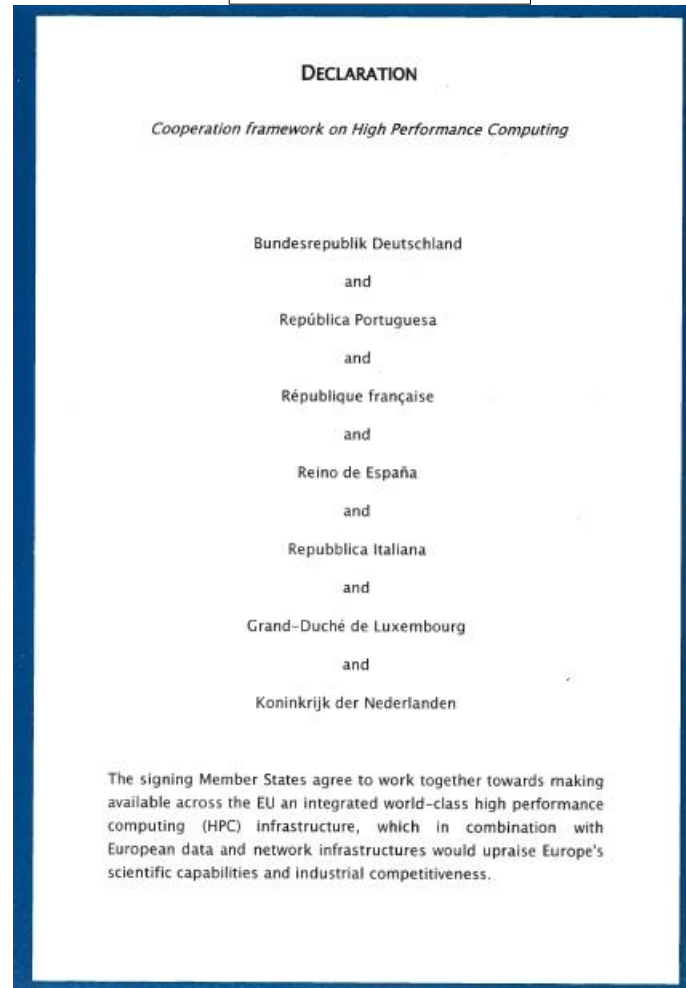 DECLARATION
Cooperation framework on High Performance Computing
Bundesrepublik Deutschland
and
República Portuguesa
and
République française
and
Reino de España
and
Repubblica Italiana
and
Grand-Duché de Luxembourg
and
Koninkrijk der Nederlanden
The signing Member States agree to work together towards making
available across the EU an integrated world-class high performance
computing (HPC) infrastructure, which in combination with
European data and network infrastructures would upraise Europe's
scientific capabilities and industrial competitiveness.